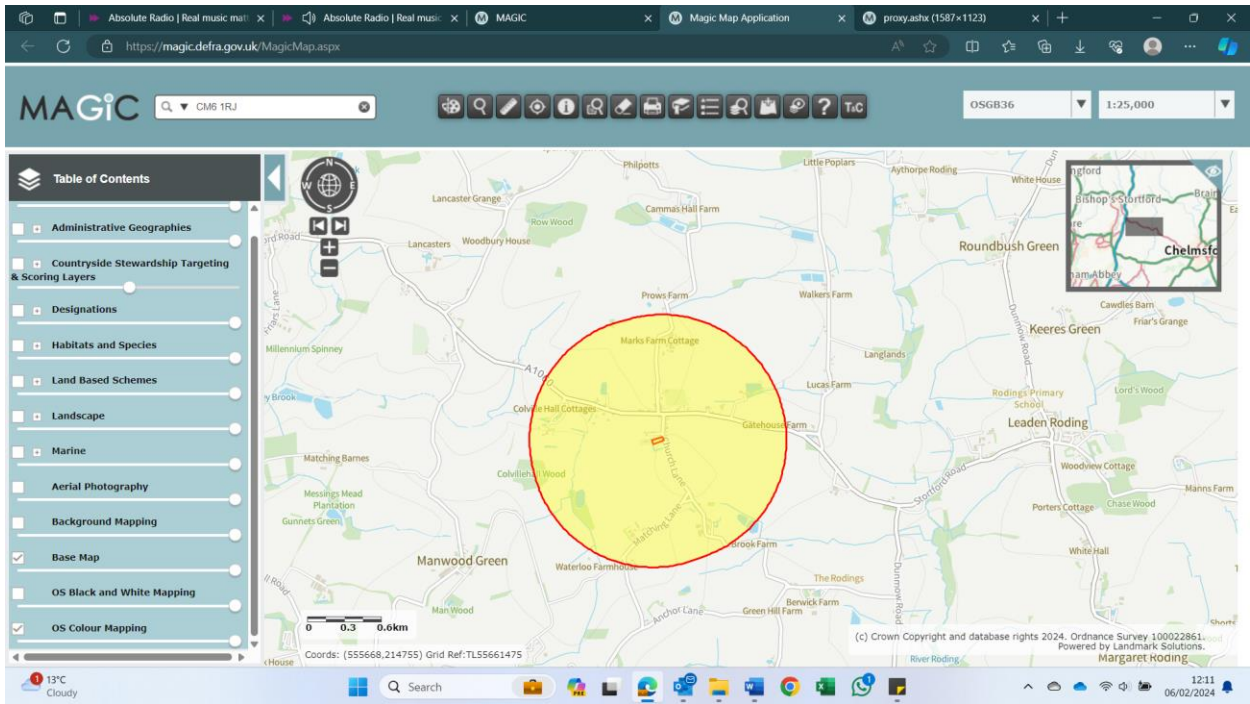 Absolute Radio | Real music matt
Absolute Radio | Real music
MAGIC
Magic Map Application
proxy.ashx (1587×1123)
https://magic.defra.gov.uk/MagicMap.aspx
MAGiC
CM6 1RJ
T&C
OSGB36
1:25,000
Table of Contents
Administrative Geographies
Countryside Stewardship Targeting
& Scoring Layers
Designations
Habitats and Species
Land Based Schemes
Landscape
Marine
Aerial Photography
Background Mapping
Base Map
OS Black and White Mapping
OS Colour Mapping
N
W
E
S
Philpotts
Little Poplars
Aythorpe Roding
White House
Lancaster Grange
Row Wood
Cammas Hall Farm
Lancasters
Woodbury House
Roundbush Green
Bishop's Stortford
Brain
Chelmsfo
ham Abbey
Prows Farm
Walkers Farm
Cawdles Barn
Friar's Grange
Keeres Green
Dunmow Road
Millennium Spinney
Marks Farm Cottage
Langlands
A1060
Lucas Farm
Rodings Primary
School
Lord's Wood
Colville Hall Cottages
Gatehouse Farm
Leaden Roding
Church Lane
Matching Barnes
Colvillehall Wood
Stortford Road
Woodview Cottage
Manns Farm
Messings Mead
Plantation
Porters Cottage
Chase Wood
Gunnets Green
Matching Lane
Brook Farm
White Hall
Manwood Green
Waterloo Farmhouse
The Rodings
Man Wood
Anchor Lane
Green Hill Farm
Berwick Farm
Dunmow Road
0 0.3 0.6km
Coords: (555668,214755) Grid Ref:TL55661475
(c) Crown Copyright and database rights 2024. Ordnance Survey 100022861.
Powered by Landmark Solutions.
River Roding
Margaret Roding
1
13°C
Cloudy
Search
12:11
06/02/2024